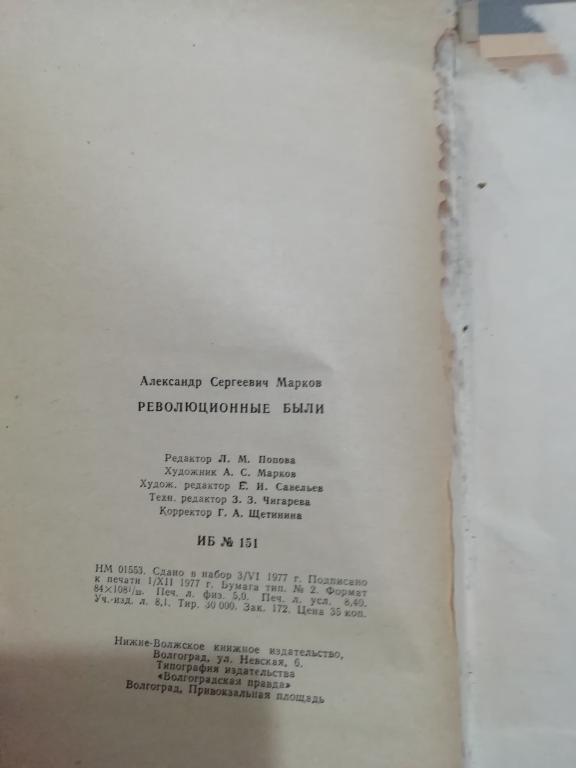 Александр Сергеевич Марков
РЕВОЛЮЦИОННЫЕ БЫЛИ
Редактор Л. М. Попова
Художник А. С. Марков
Худож. редактор Е. И. Савельев
Техн. редактор З. З. Чигарева
Корректор Г. А. Щетинина
ИБ № 151
НМ 01553. Сдано в набор 3/VI 1977 г. Подписано
к печати 1/XII 1977 г. Бумага тип. № 2. Формат
84×108¹/₃₂. Печ. л. физ. 5,0. Печ. л. усл. 8,40.
Уч.-изд. л. 8,1. Тир. 30 000. Зак. 172. Цена 35 коп.
Нижне-Волжское книжное издательство,
Волгоград, ул. Невская, 6.
Типография издательства
«Волгоградская правда»
Волгоград, Привокзальная площадь